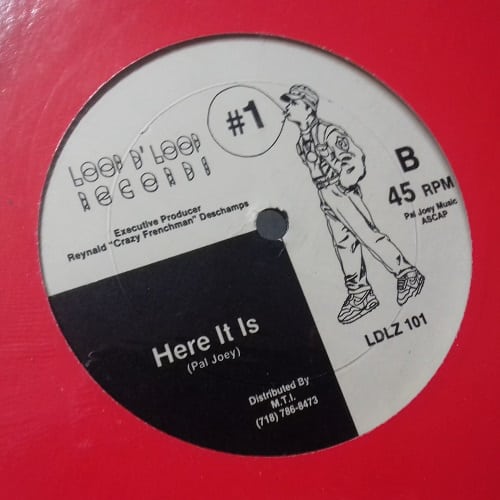 LOOP D' LOOP
RECORDS
#1
Executive Producer
Reynald "Crazy Frenchman" Deschamps
B
45 RPM
Pal Joey Music
ASCAP
LDLZ 101
Here It Is
(Pal Joey)
Distributed By
M.T.I.
(718) 786-8473